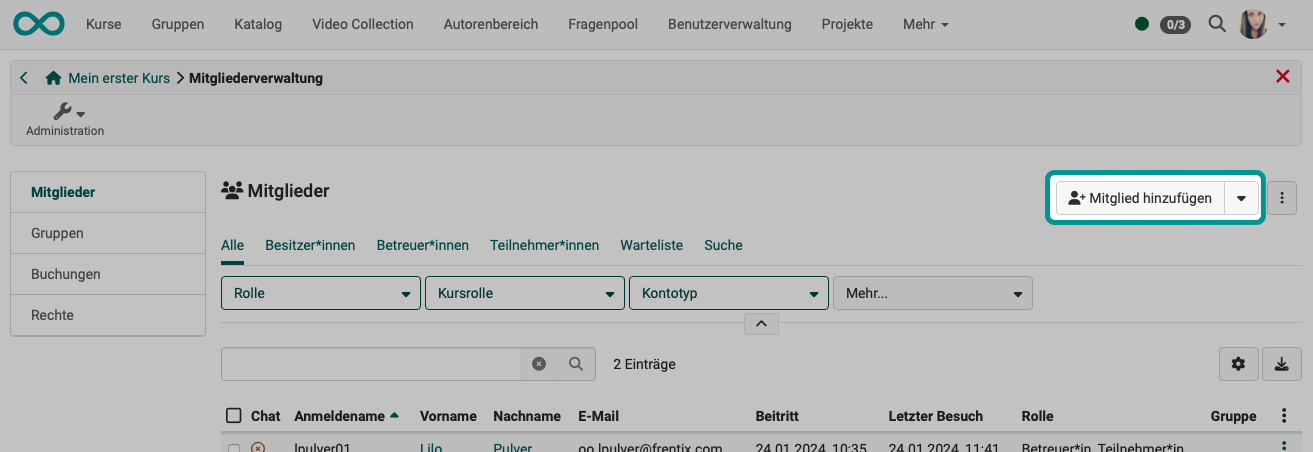 Kurse Gruppen Katalog Video Collection Autorenbereich Fragenpool Benutzerverwaltung Projekte Mehr 0/3
Mein erster Kurs Mitgliederverwaltung
Administration
Mitglieder
Gruppen
Buchungen
Rechte
Mitglieder
Mitglied hinzufügen
Alle Besitzer*innen Betreuer*innen Teilnehmer*innen Warteliste Suche
Rolle Kursrolle Kontotyp Mehr...
2 Einträge
Chat Anmeldename Vorname Nachname E-Mail Beitritt Letzter Besuch Rolle Gruppe
lpulver01 Lilo Pulver oo.lpulver@frentix.com 24.01.2024, 10:35 24.01.2024, 11:41 Betreuer*in, Teilnehmer*in